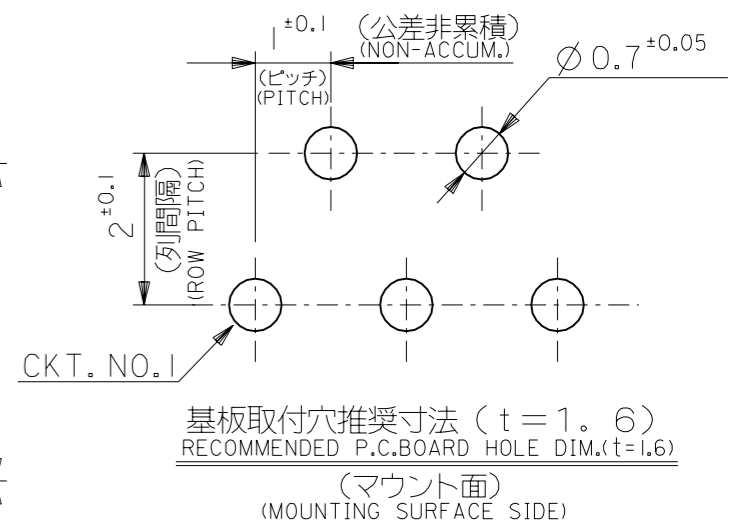 1 ±0.1 (公差非累積)
(NON-ACCUM.)
(ピッチ)
(PITCH)
∅0.7 ±0.05
2 ±0.1
(列間隔)
(ROW PITCH)
CKT. NO.1
基板取付穴推奨寸法（t＝1。6）
RECOMMENDED P.C.BOARD HOLE DIM.(t=1.6)
(マウント面)
(MOUNTING SURFACE SIDE)